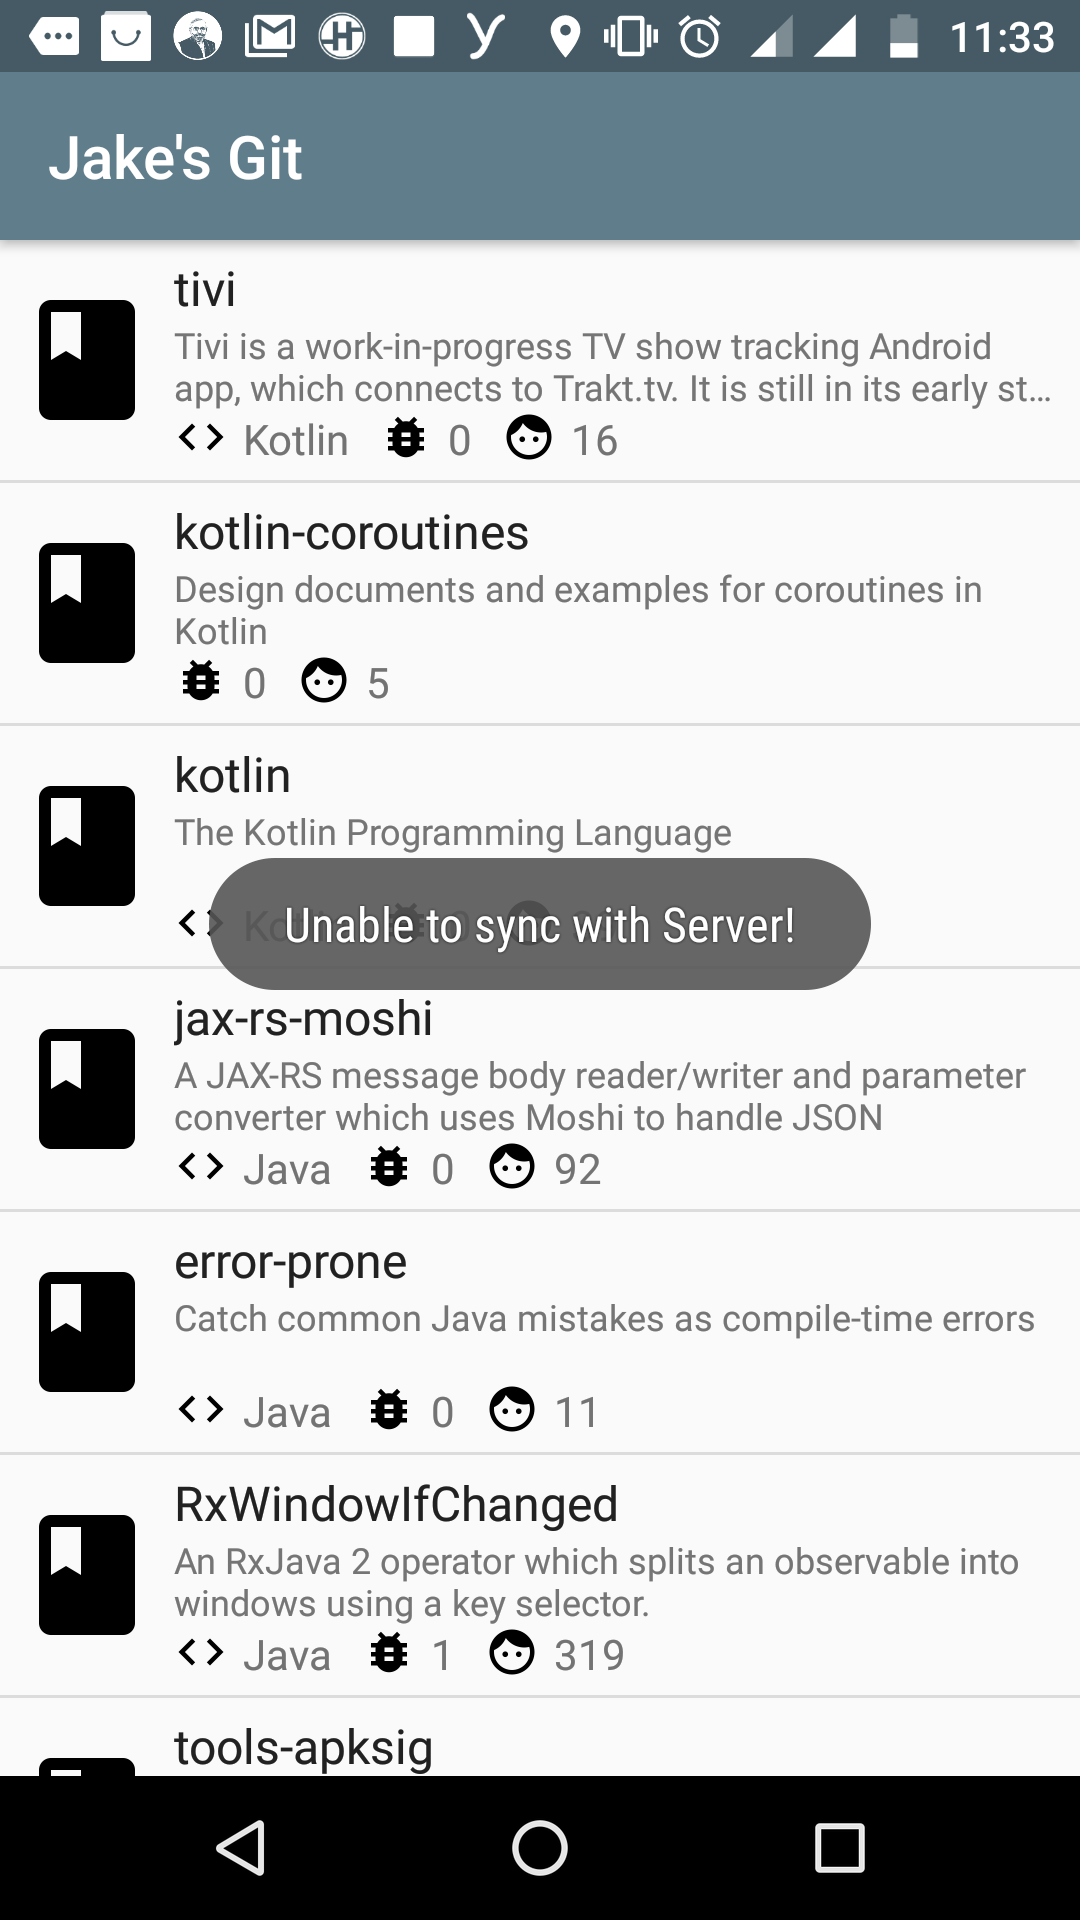 11:33
Jake's Git
tivi
Tivi is a work-in-progress TV show tracking Android
app, which connects to Trakt.tv. It is still in its early st...
Kotlin 0 16
kotlin-coroutines
Design documents and examples for coroutines in
Kotlin
0 5
kotlin
The Kotlin Programming Language
Unable to sync with Server!
jax-rs-moshi
A JAX-RS message body reader/writer and parameter
converter which uses Moshi to handle JSON
Java 0 92
error-prone
Catch common Java mistakes as compile-time errors
Java 0 11
RxWindowIfChanged
An RxJava 2 operator which splits an observable into
windows using a key selector.
Java 1 319
tools-apksig